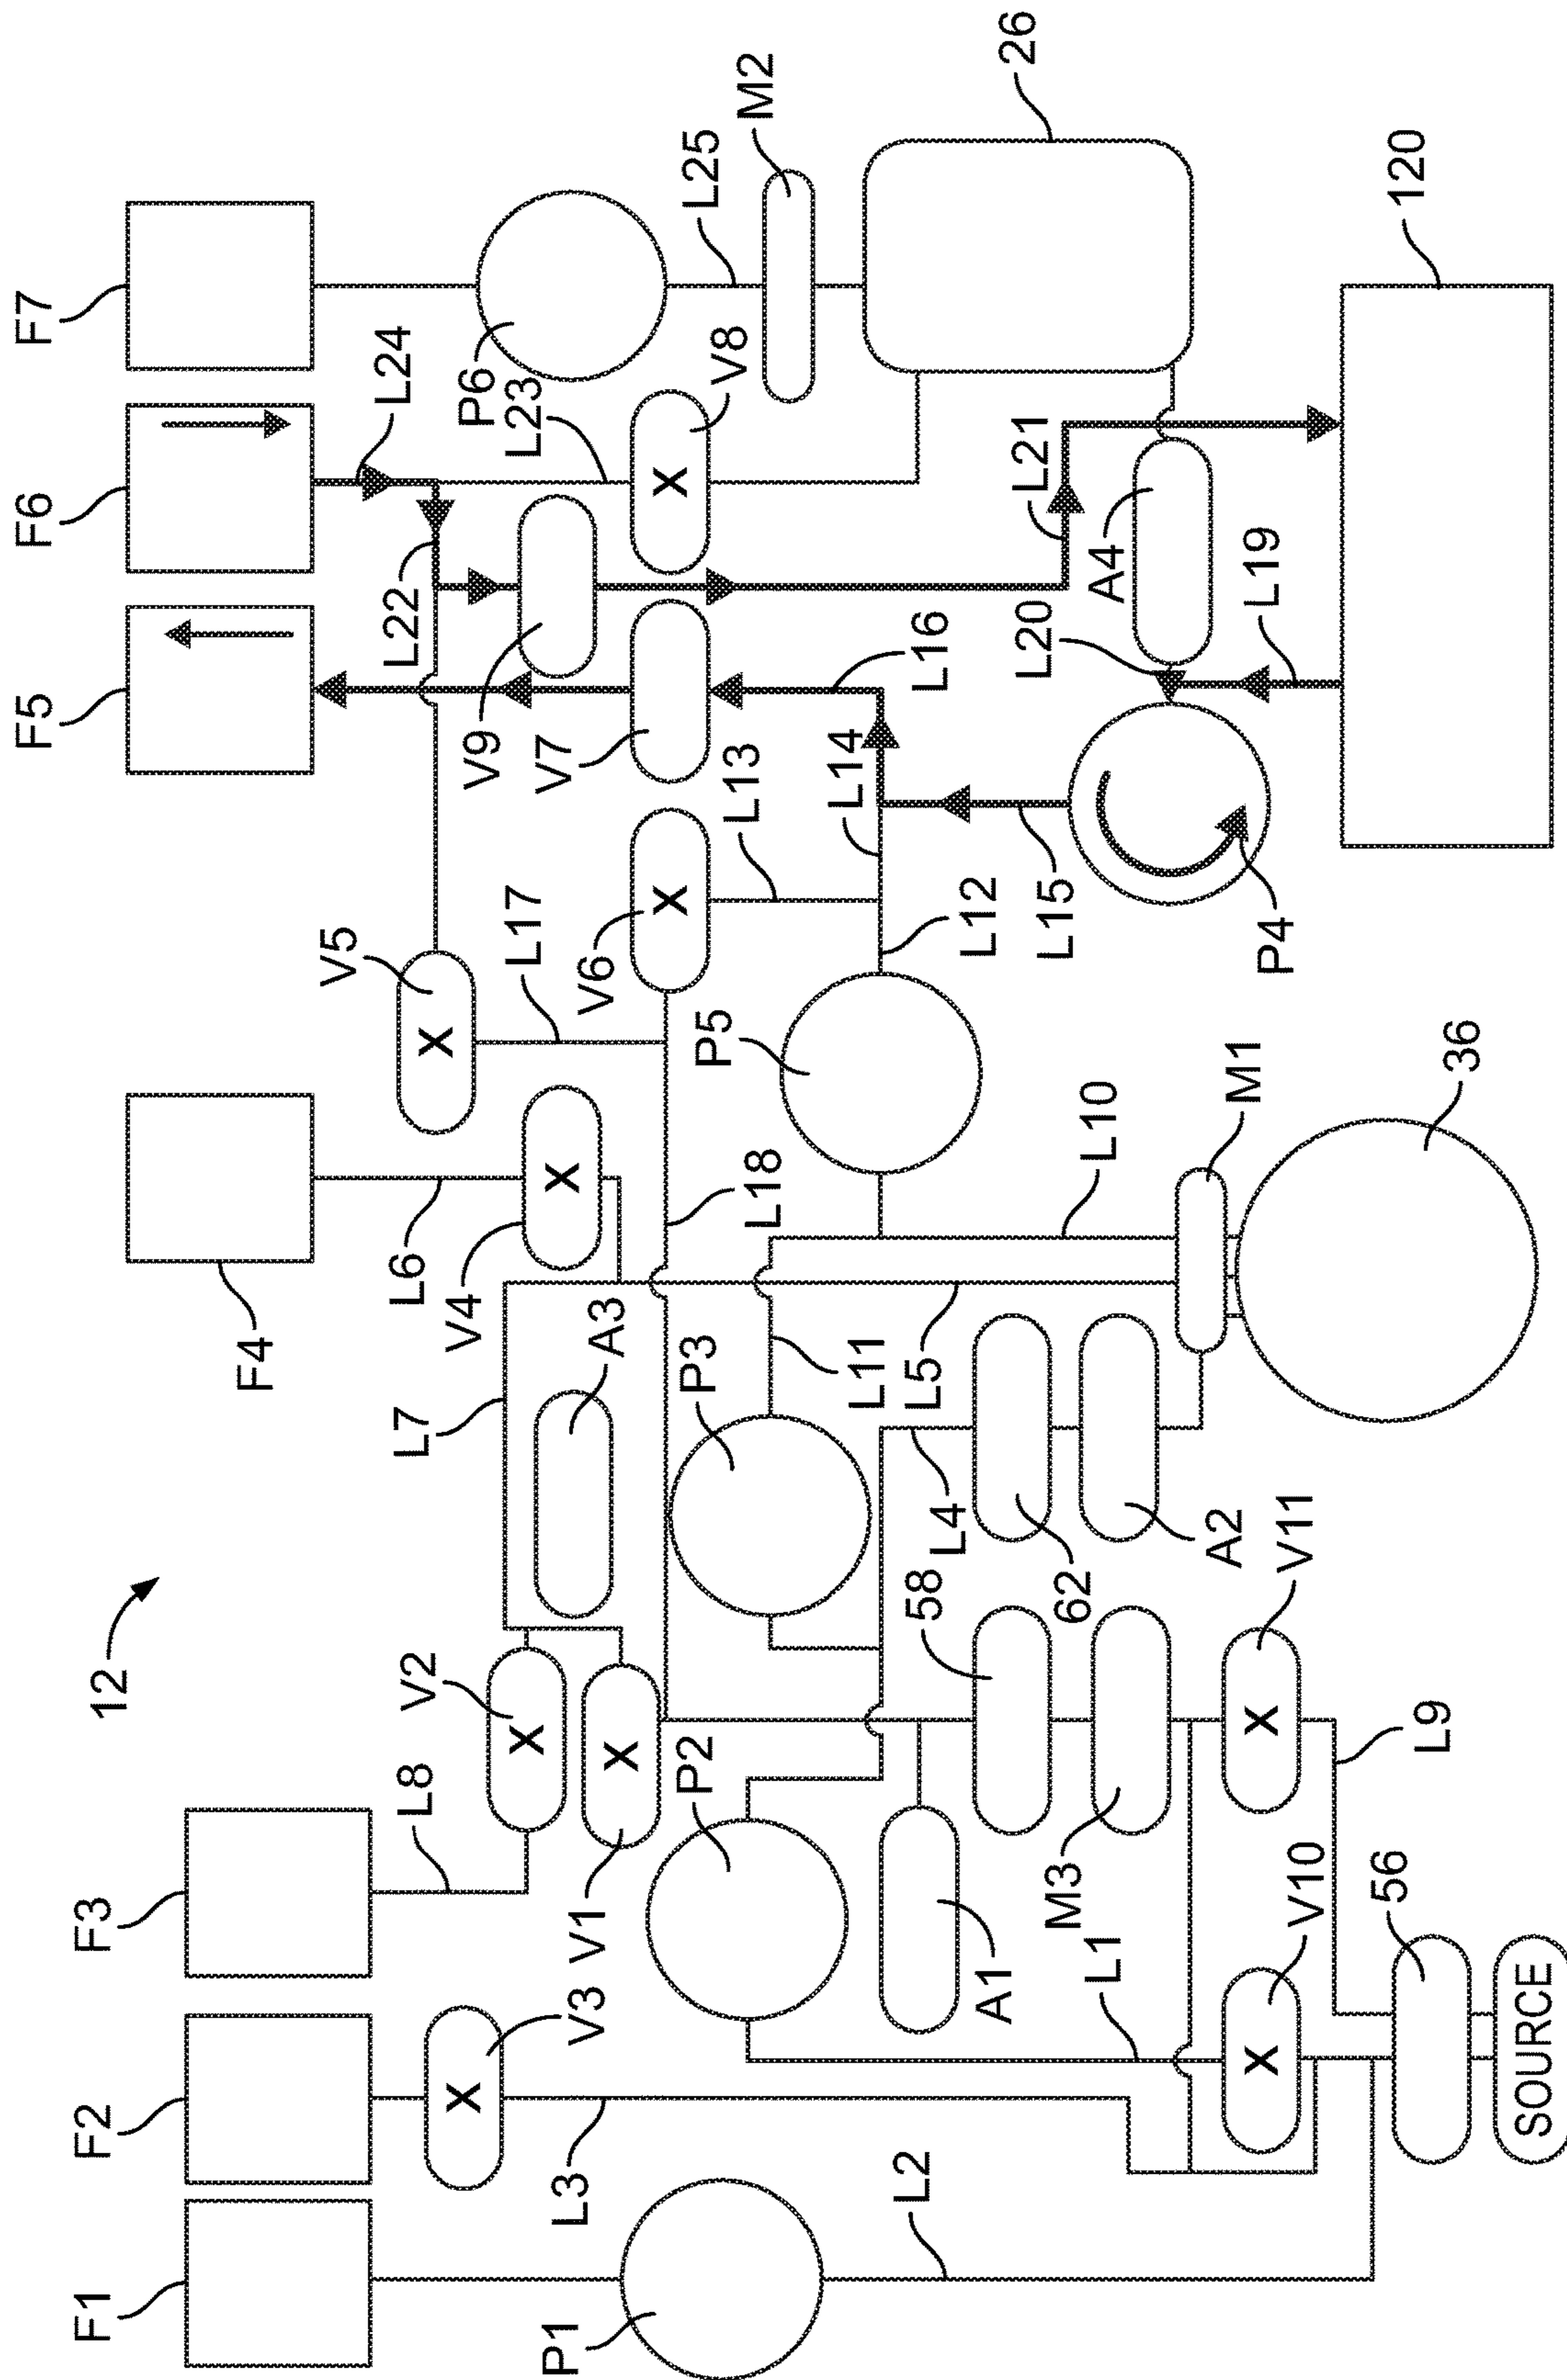 12
F1
F2
F3
F4
F5
F6
F7
L8
V3
X
V2
X
V1
X
L3
P1
P2
L7
A3
L6
V4
X
V5
X
L17
L22
L24
V9
V7
V6
X
L13
P6
L23
V8
X
L25
M2
L18
P3
L11
P5
L12
L14
L16
26
A1
58
L4
L5
L10
L15
L20
L21
A4
L2
L1
M3
62
A2
M1
P4
L19
V10
X
V11
X
L9
36
120
56
SOURCE